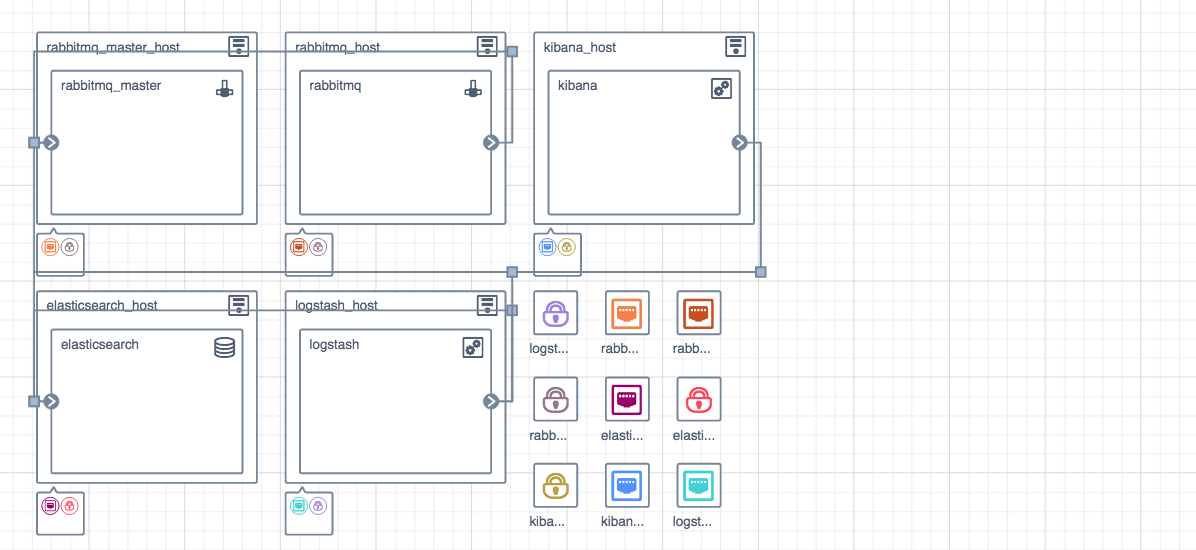 rabbitmq_master_host
rabbitmq_host
kibana_host
rabbitmq_master
rabbitmq
kibana
elasticsearch_host
logstash_host
elasticsearch
logstash
logst...
rabb...
rabb...
rabb...
elasti...
elasti...
kiba...
kiban...
logst...